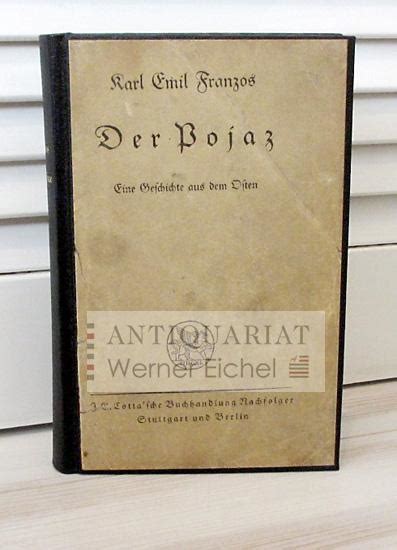 Karl Emil Franzos
Der Pojaz
Eine Geschichte aus dem Osten
ANTIQUARIAT
Werner Eichel
J. G. Cotta'sche Buchhandlung Nachfolger
Stuttgart und Berlin